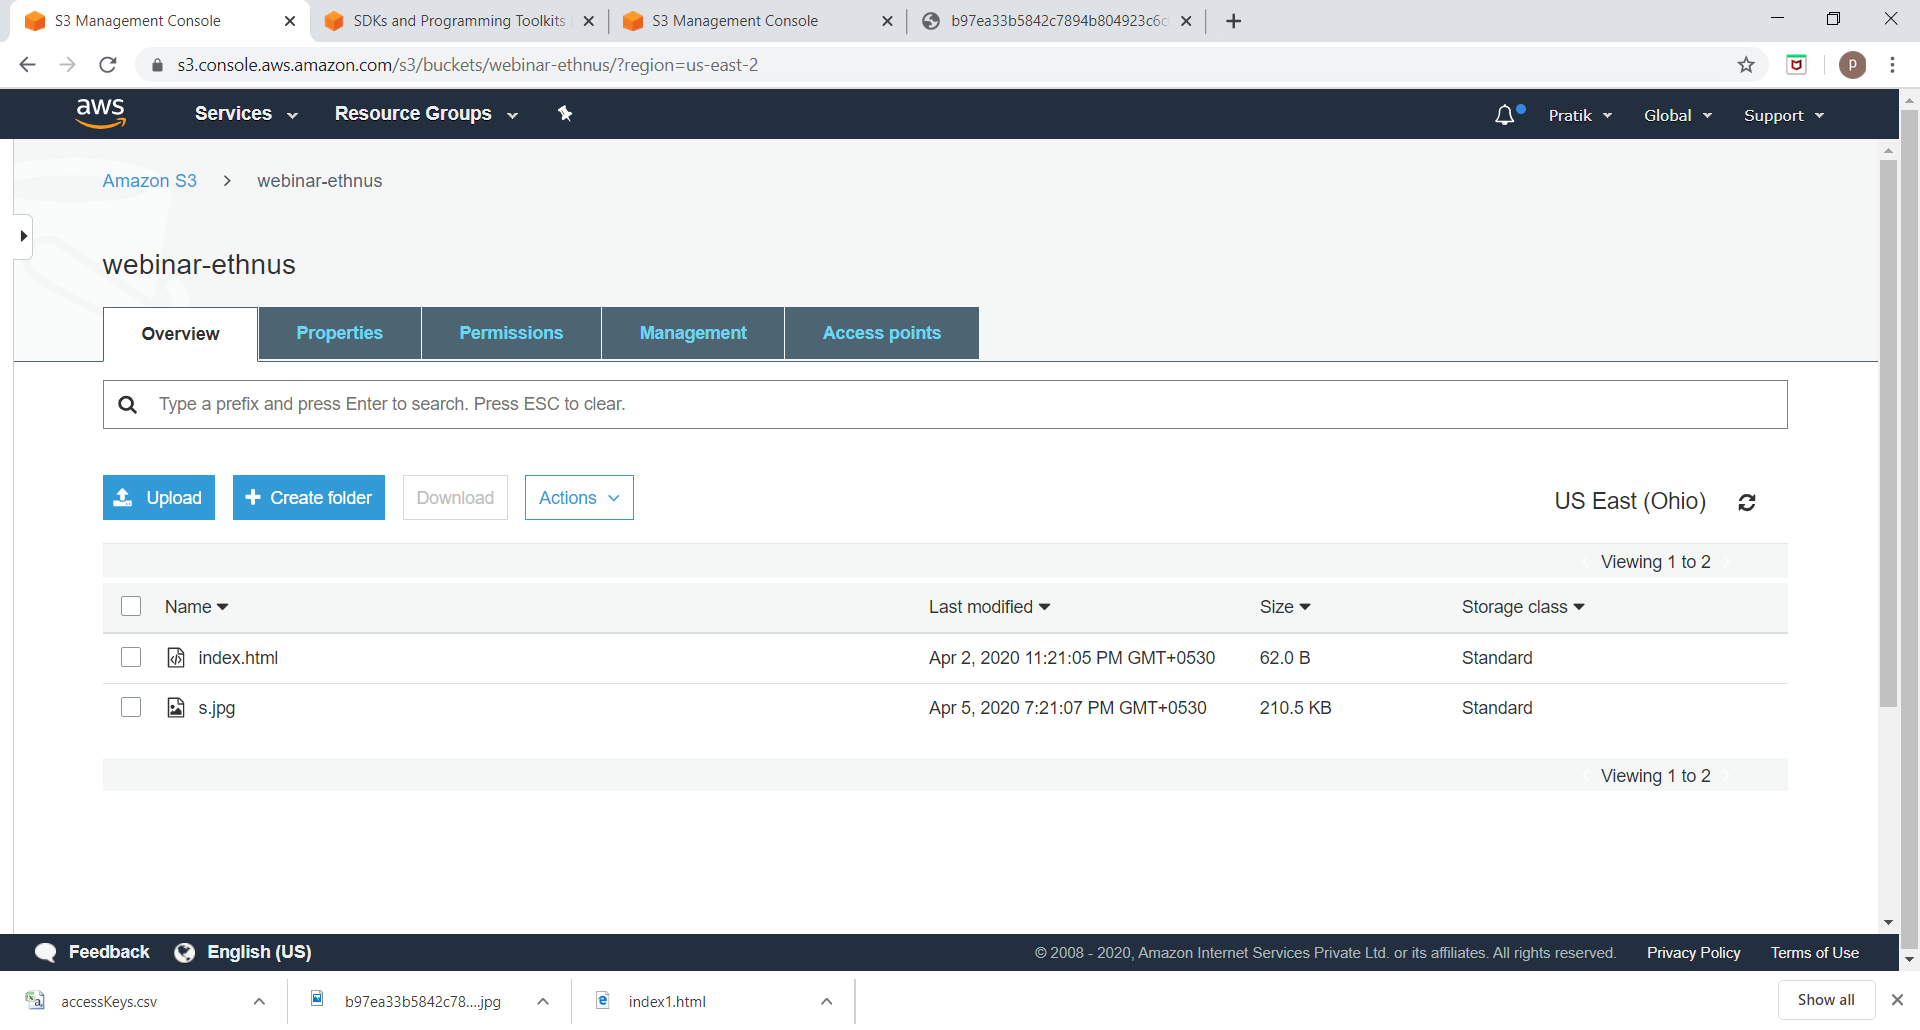 S3 Management Console
SDKs and Programming Toolkits
S3 Management Console
b97ea33b5842c7894b804923c6c
s3.console.aws.amazon.com/s3/buckets/webinar-ethnus/?region=us-east-2
P
aws
Services
Resource Groups
Pratik
Global
Support
Amazon S3
webinar-ethnus
webinar-ethnus
Overview
Properties
Permissions
Management
Access points
Type a prefix and press Enter to search. Press ESC to clear.
Upload
Create folder
Download
Actions
US East (Ohio)
Viewing 1 to 2
Name Last modified Size Storage class
index.html Apr 2, 2020 11:21:05 PM GMT+0530 62.0 B Standard
s.jpg Apr 5, 2020 7:21:07 PM GMT+0530 210.5 KB Standard
Viewing 1 to 2
Feedback
English (US)
© 2008 - 2020, Amazon Internet Services Private Ltd. or its affiliates. All rights reserved.
Privacy Policy
Terms of Use
accessKeys.csv
b97ea33b5842c78....jpg
index1.html
Show all